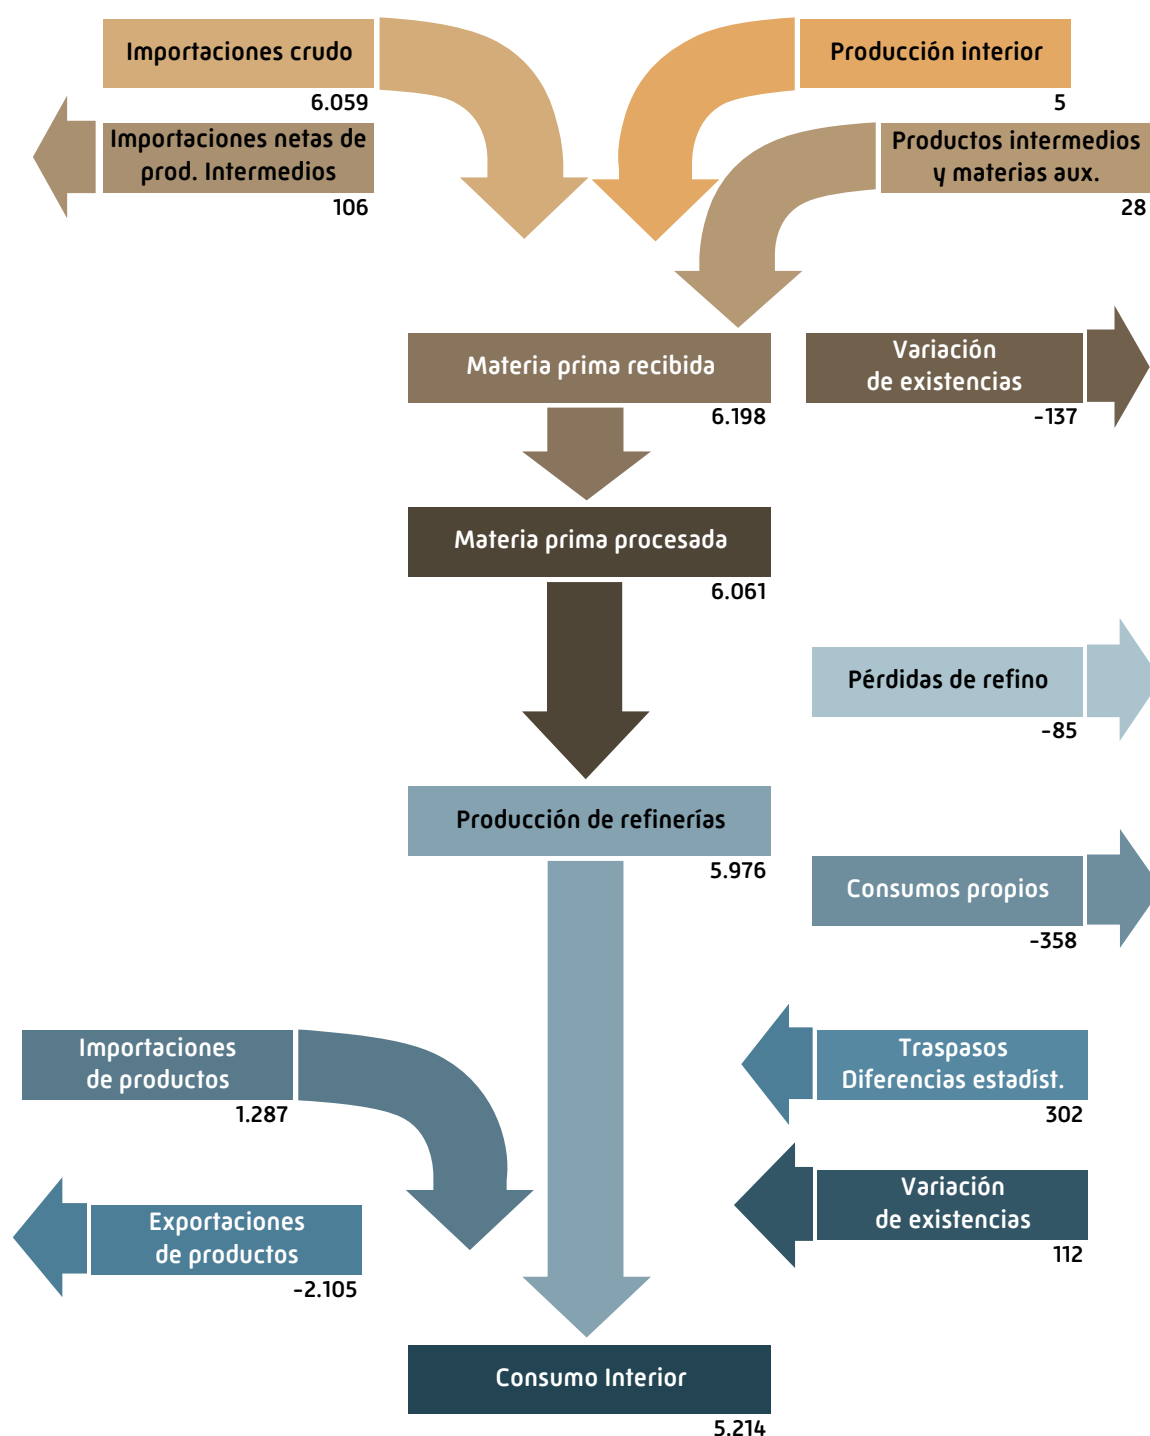 Importaciones crudo
6.059
Producción interior
5
Importaciones netas de
prod. Intermedios
106
Productos intermedios
y materias aux.
28
Materia prima recibida
6.198
Variación
de existencias
-137
Materia prima procesada
6.061
Pérdidas de refino
-85
Producción de refinerías
5.976
Consumos propios
-358
Importaciones
de productos
1.287
Traspasos
Diferencias estadíst.
302
Variación
de existencias
112
Exportaciones
de productos
-2.105
Consumo Interior
5.214